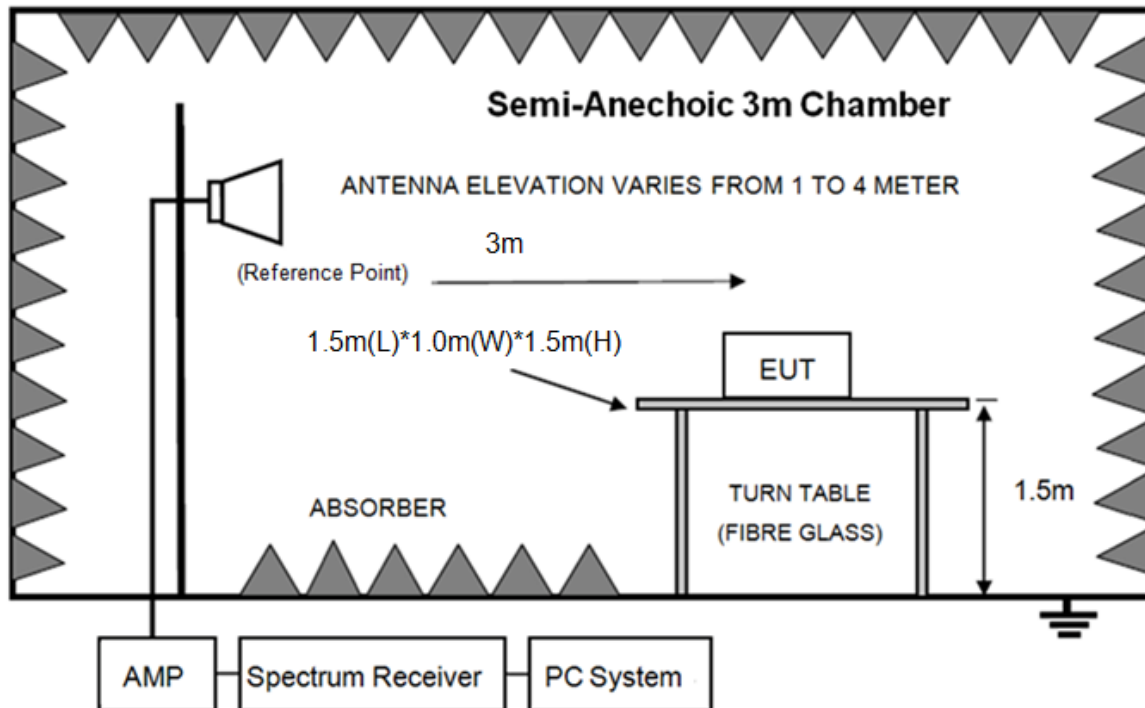 Semi-Anechoic 3m Chamber
ANTENNA ELEVATION VARIES FROM 1 TO 4 METER
3m
(Reference Point)
1.5m(L)*1.0m(W)*1.5m(H)
EUT
TURN TABLE
(FIBRE GLASS)
1.5m
ABSORBER
AMP
Spectrum Receiver
PC System